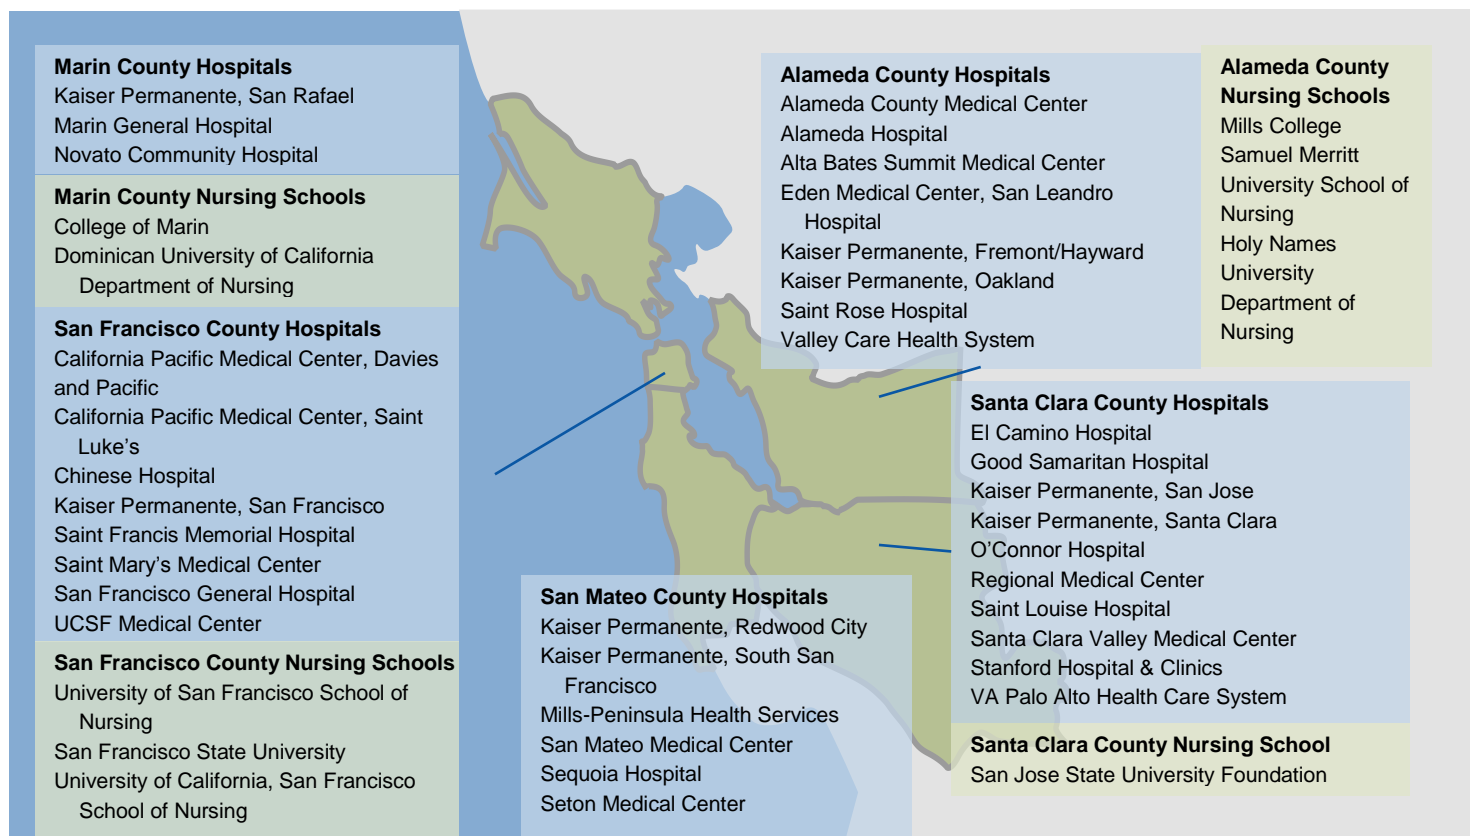 Marin County Hospitals
Kaiser Permanente, San Rafael
Marin General Hospital
Novato Community Hospital
Marin County Nursing Schools
College of Marin
Dominican University of California
Department of Nursing
San Francisco County Hospitals
California Pacific Medical Center, Davies
and Pacific
California Pacific Medical Center, Saint
Luke’s
Chinese Hospital
Kaiser Permanente, San Francisco
Saint Francis Memorial Hospital
Saint Mary’s Medical Center
San Francisco General Hospital
UCSF Medical Center
San Francisco County Nursing Schools
University of San Francisco School of
Nursing
San Francisco State University
University of California, San Francisco
School of Nursing
San Mateo County Hospitals
Kaiser Permanente, Redwood City
Kaiser Permanente, South San
Francisco
Mills-Peninsula Health Services
San Mateo Medical Center
Sequoia Hospital
Seton Medical Center
Alameda County Hospitals
Alameda County Medical Center
Alameda Hospital
Alta Bates Summit Medical Center
Eden Medical Center, San Leandro
Hospital
Kaiser Permanente, Fremont/Hayward
Kaiser Permanente, Oakland
Saint Rose Hospital
Valley Care Health System
Alameda County
Nursing Schools
Mills College
Samuel Merritt
University School of
Nursing
Holy Names
University
Department of
Nursing
Santa Clara County Hospitals
El Camino Hospital
Good Samaritan Hospital
Kaiser Permanente, San Jose
Kaiser Permanente, Santa Clara
O’Connor Hospital
Regional Medical Center
Saint Louise Hospital
Santa Clara Valley Medical Center
Stanford Hospital & Clinics
VA Palo Alto Health Care System
Santa Clara County Nursing School
San Jose State University Foundation